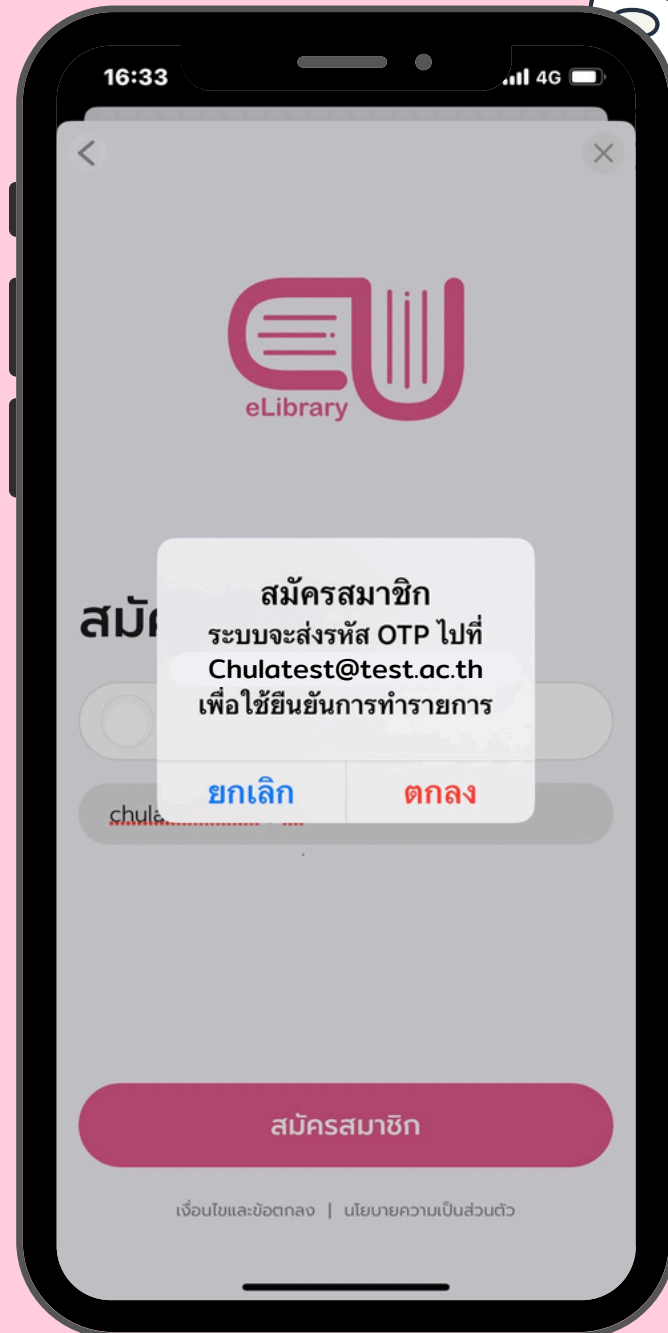 16:33
4G
eLibrary
สมัครสมาชิก
ระบบจะส่งรหัส OTP ไปที่
Chulatest@test.ac.th
เพื่อใช้ยืนยันการทำรายการ
ยกเลิก ตกลง
สมัครสมาชิก
เงื่อนไขและข้อตกลง | นโยบายความเป็นส่วนตัว